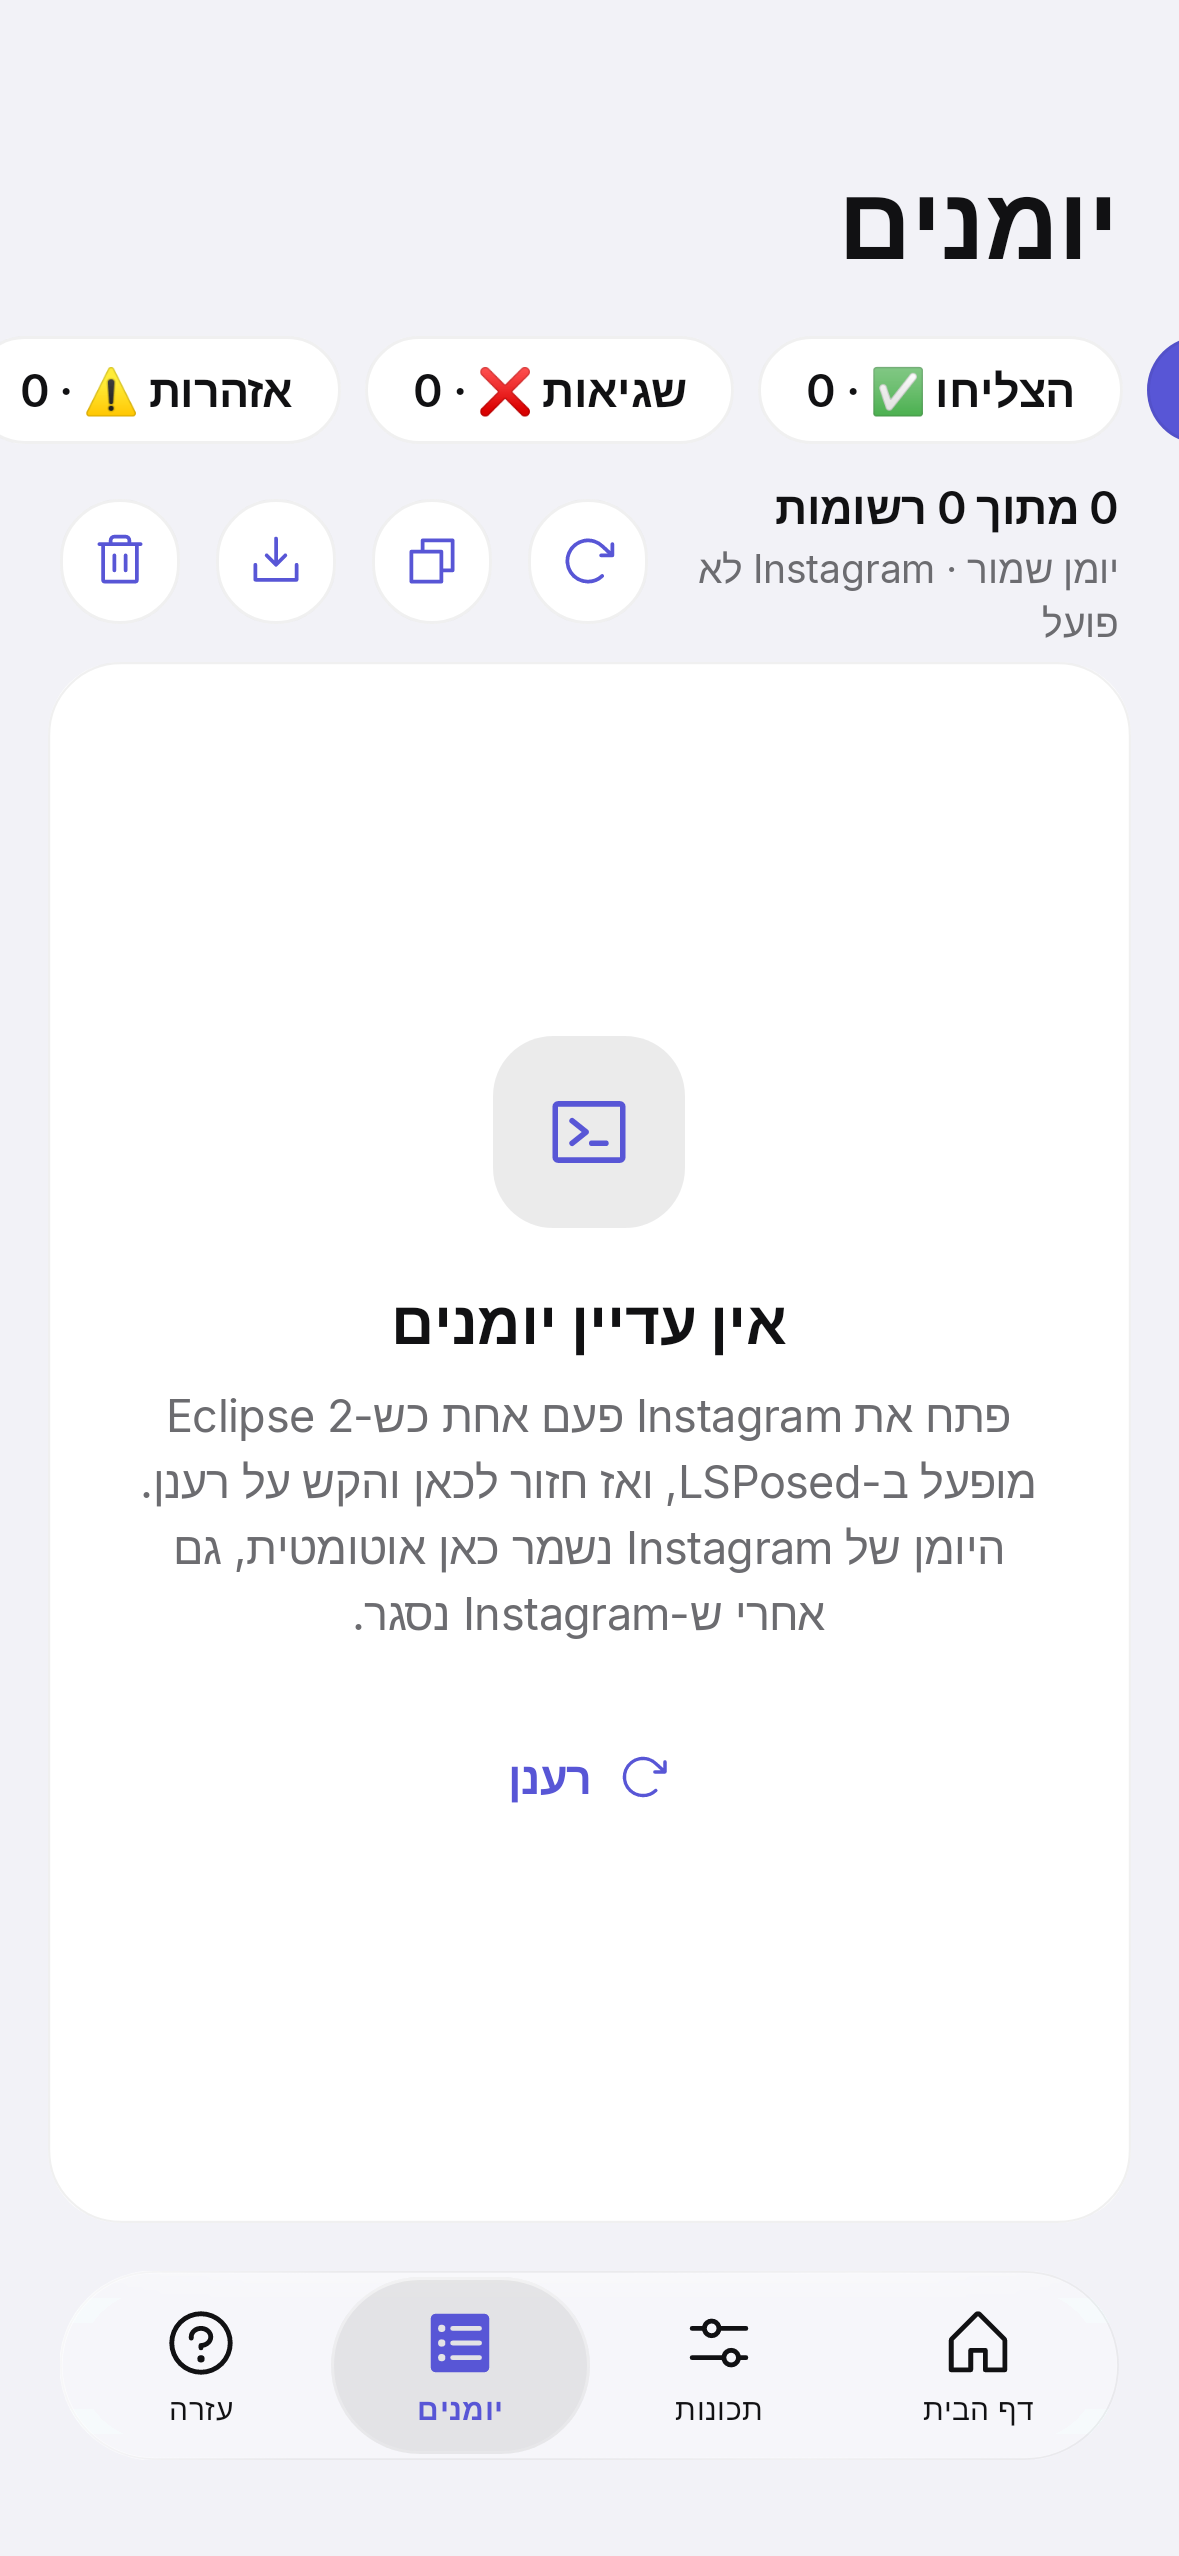 יומנים
הצליחו ✅ · 0
שגיאות ❌ · 0
אזהרות ⚠️ · 0
0 מתוך 0 רשומות
יומן שמור · Instagram לא
פועל
אין עדיין יומנים
פתח את Instagram פעם אחת כש-Eclipse 2
מופעל ב-LSPosed, ואז חזור לכאן והקש על רענן.
היומן של Instagram נשמר כאן אוטומטית, גם
אחרי ש-Instagram נסגר.
רענן
דף הבית
תכונות
יומנים
עזרה